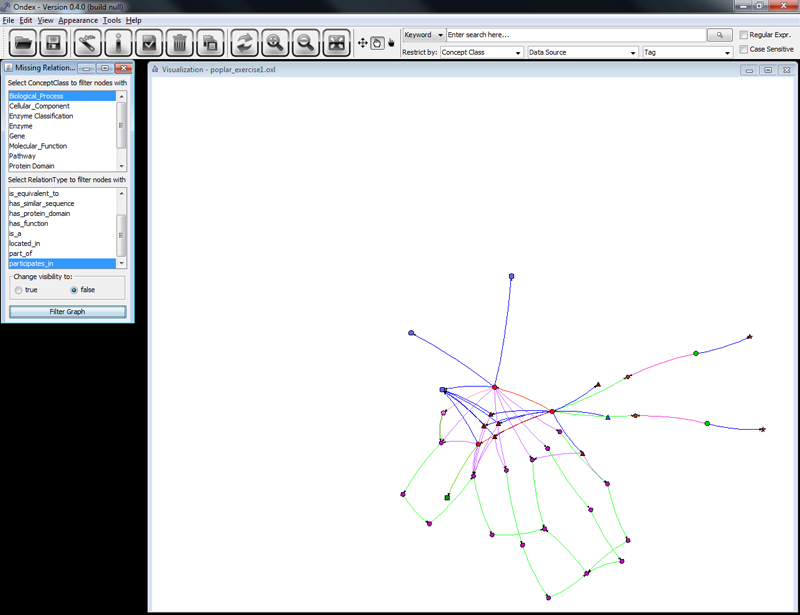 Ondex - Version 0.4.0 (build null)
File Edit View Appearance Tools Help
Keyword
Enter search here...
Regular Expr.
Restrict by:
Concept Class
Data Source
Tag
Case Sensitive
Missing Relation...
Select ConceptClass to filter nodes with
Biological_Process
Cellular_Component
Enzyme Classification
Enzyme
Gene
Molecular_Function
Pathway
Protein Domain
Select RelationType to filter nodes with
is_equivalent_to
has_similar_sequence
has_protein_domain
has_function
is_a
located_in
part_of
participates_in
Change visibility to:
true
false
Filter Graph
Visualization - poplar_exercise1.oxl